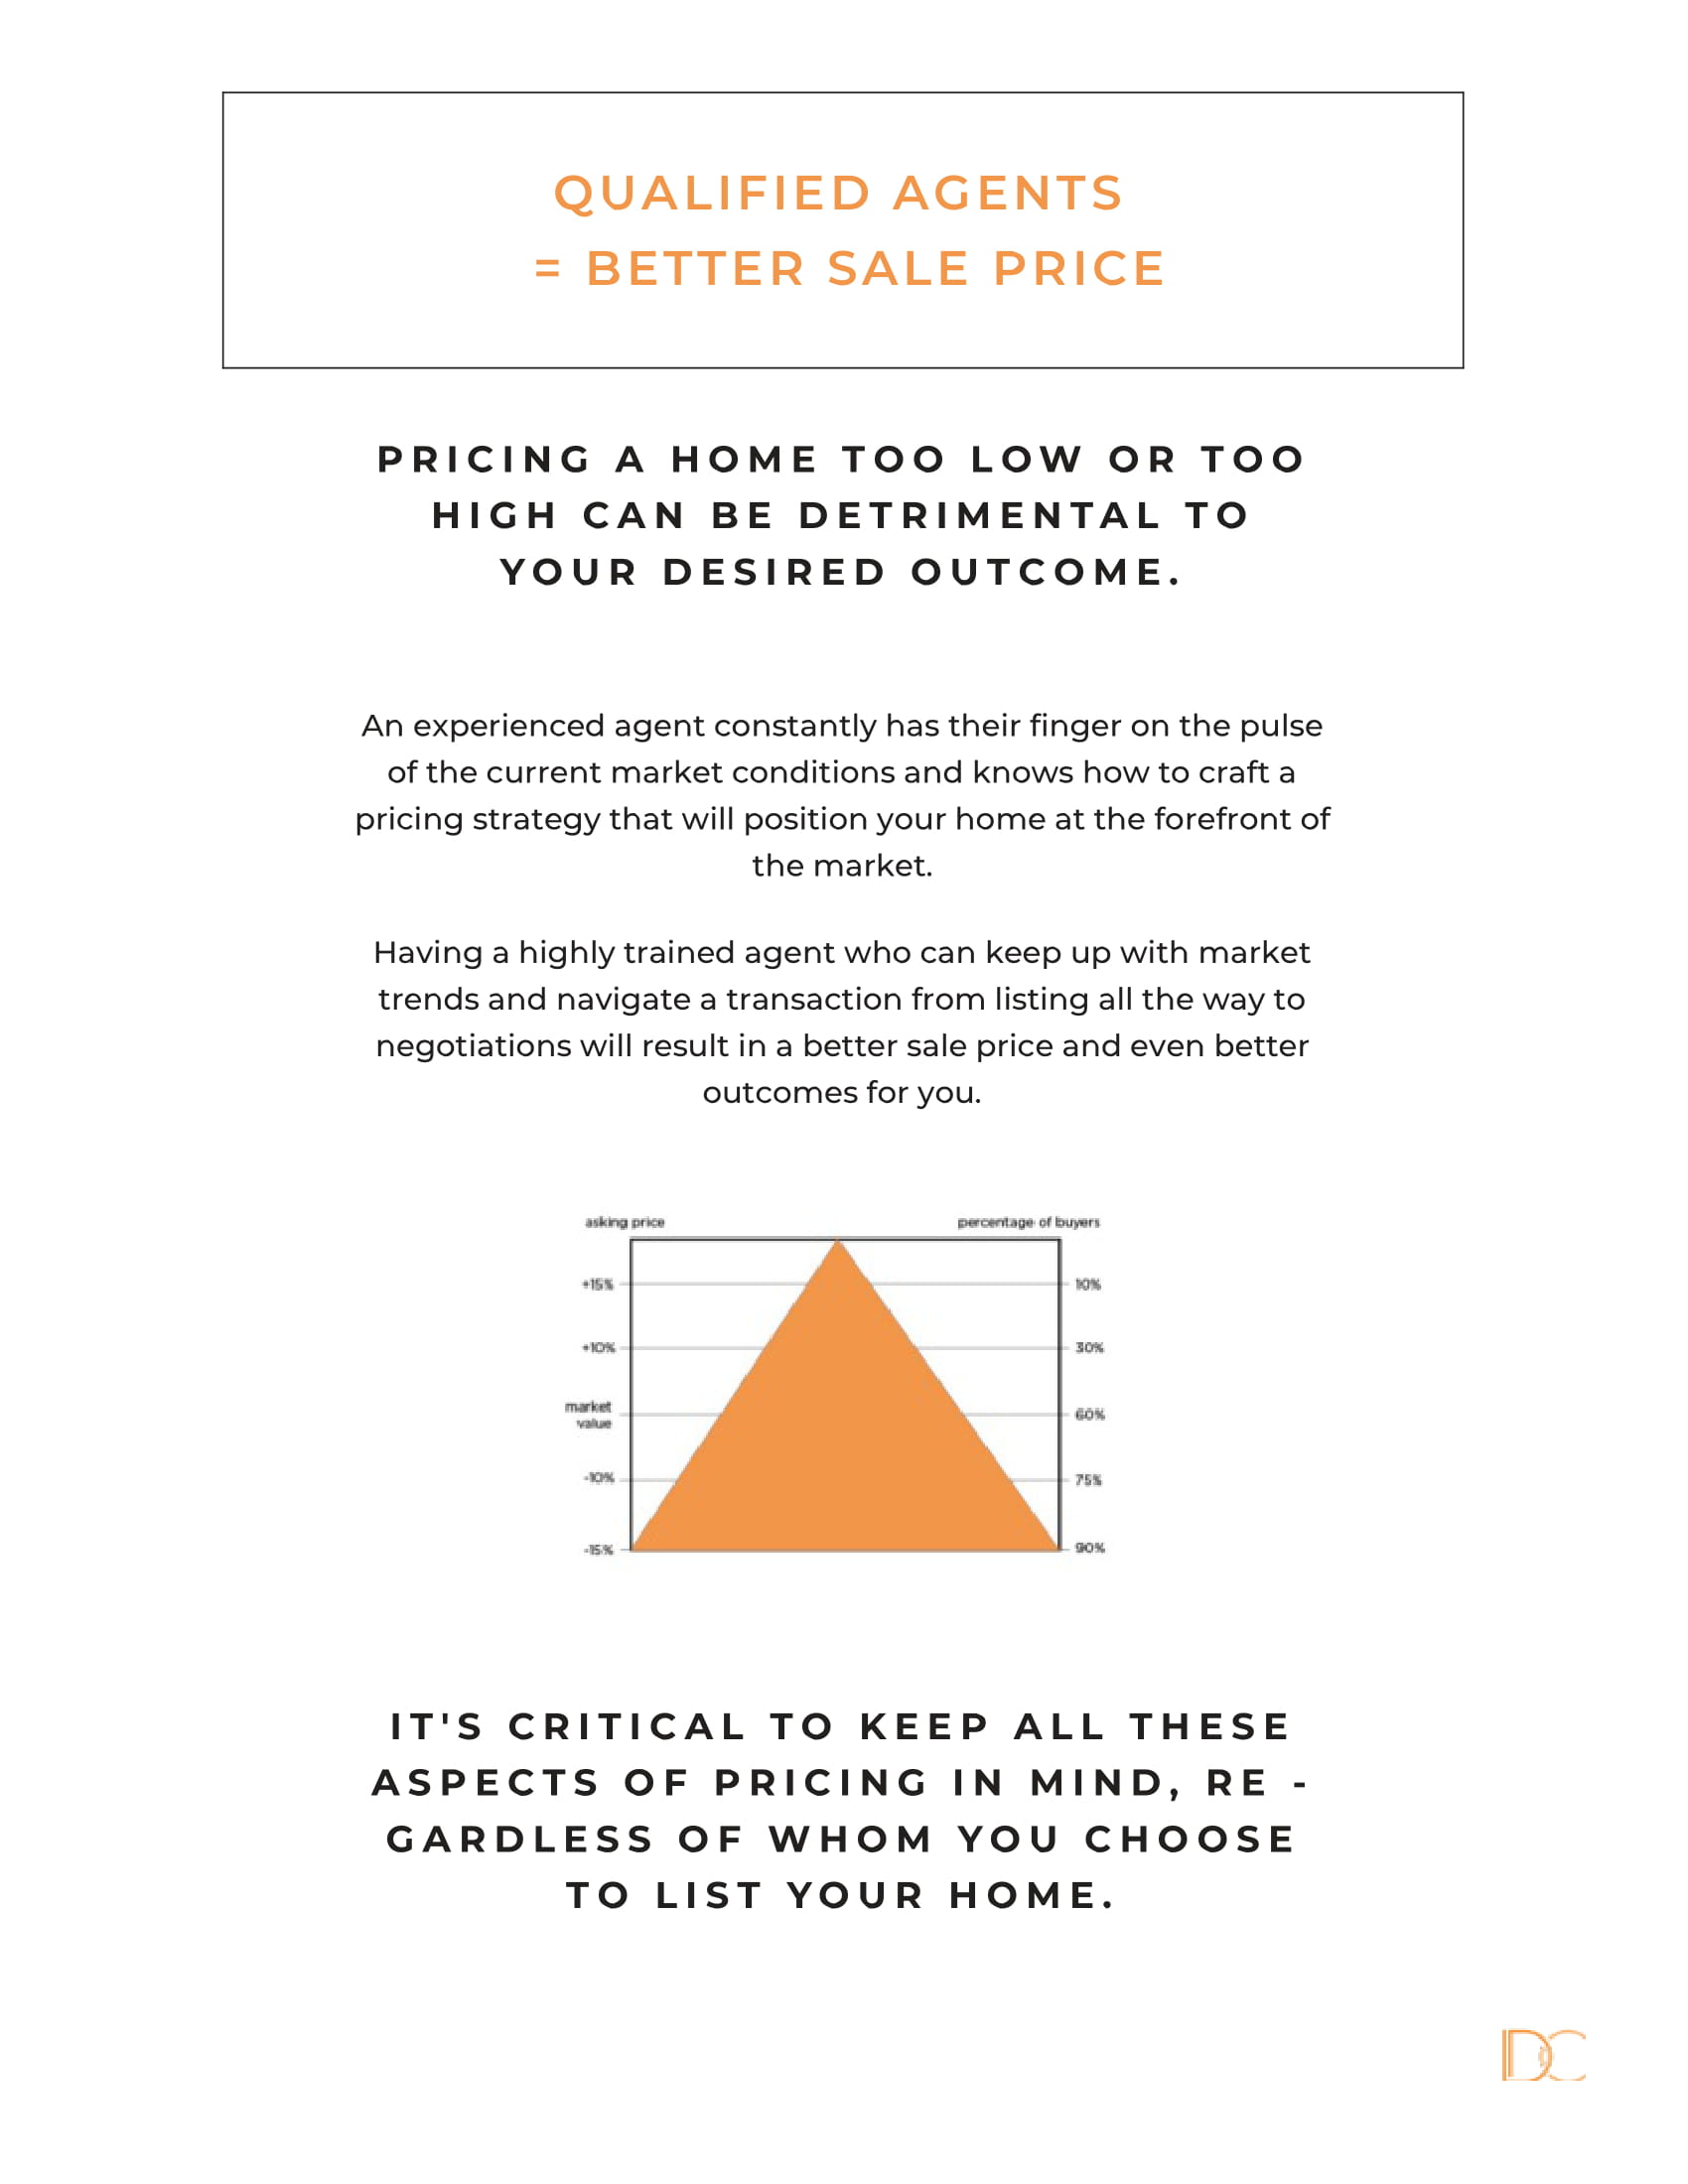 QUALIFIED AGENTS
= BETTER SALE PRICE
PRICING A HOME TOO LOW OR TOO
HIGH CAN BE DETRIMENTAL TO
YOUR DESIRED OUTCOME.
An experienced agent constantly has their finger on the pulse
of the current market conditions and knows how to craft a
pricing strategy that will position your home at the forefront of
the market.
Having a highly trained agent who can keep up with market
trends and navigate a transaction from listing all the way to
negotiations will result in a better sale price and even better
outcomes for you.
asking price percentage of buyers
+15% 10%
+10% 30%
market
value 60%
-10% 75%
-15% 90%
IT'S CRITICAL TO KEEP ALL THESE
ASPECTS OF PRICING IN MIND, RE -
GARDLESS OF WHOM YOU CHOOSE
TO LIST YOUR HOME.
DC